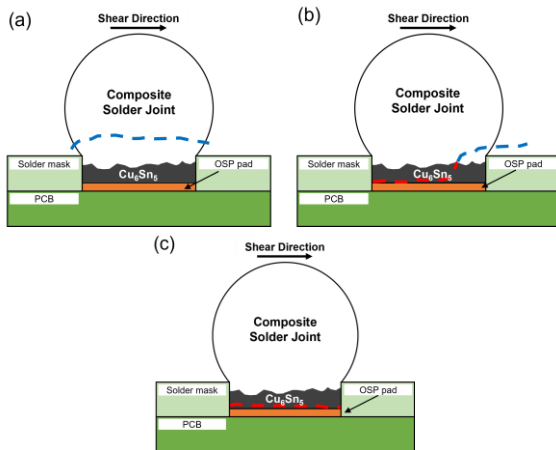 (a)
Shear Direction
Composite
Solder Joint
Solder mask
OSP pad
Cu₆Sn₅
PCB
(b)
Shear Direction
Composite
Solder Joint
Solder mask
OSP pad
Cu₆Sn₅
PCB
(c)
Shear Direction
Composite
Solder Joint
Solder mask
OSP pad
Cu₆Sn₅
PCB